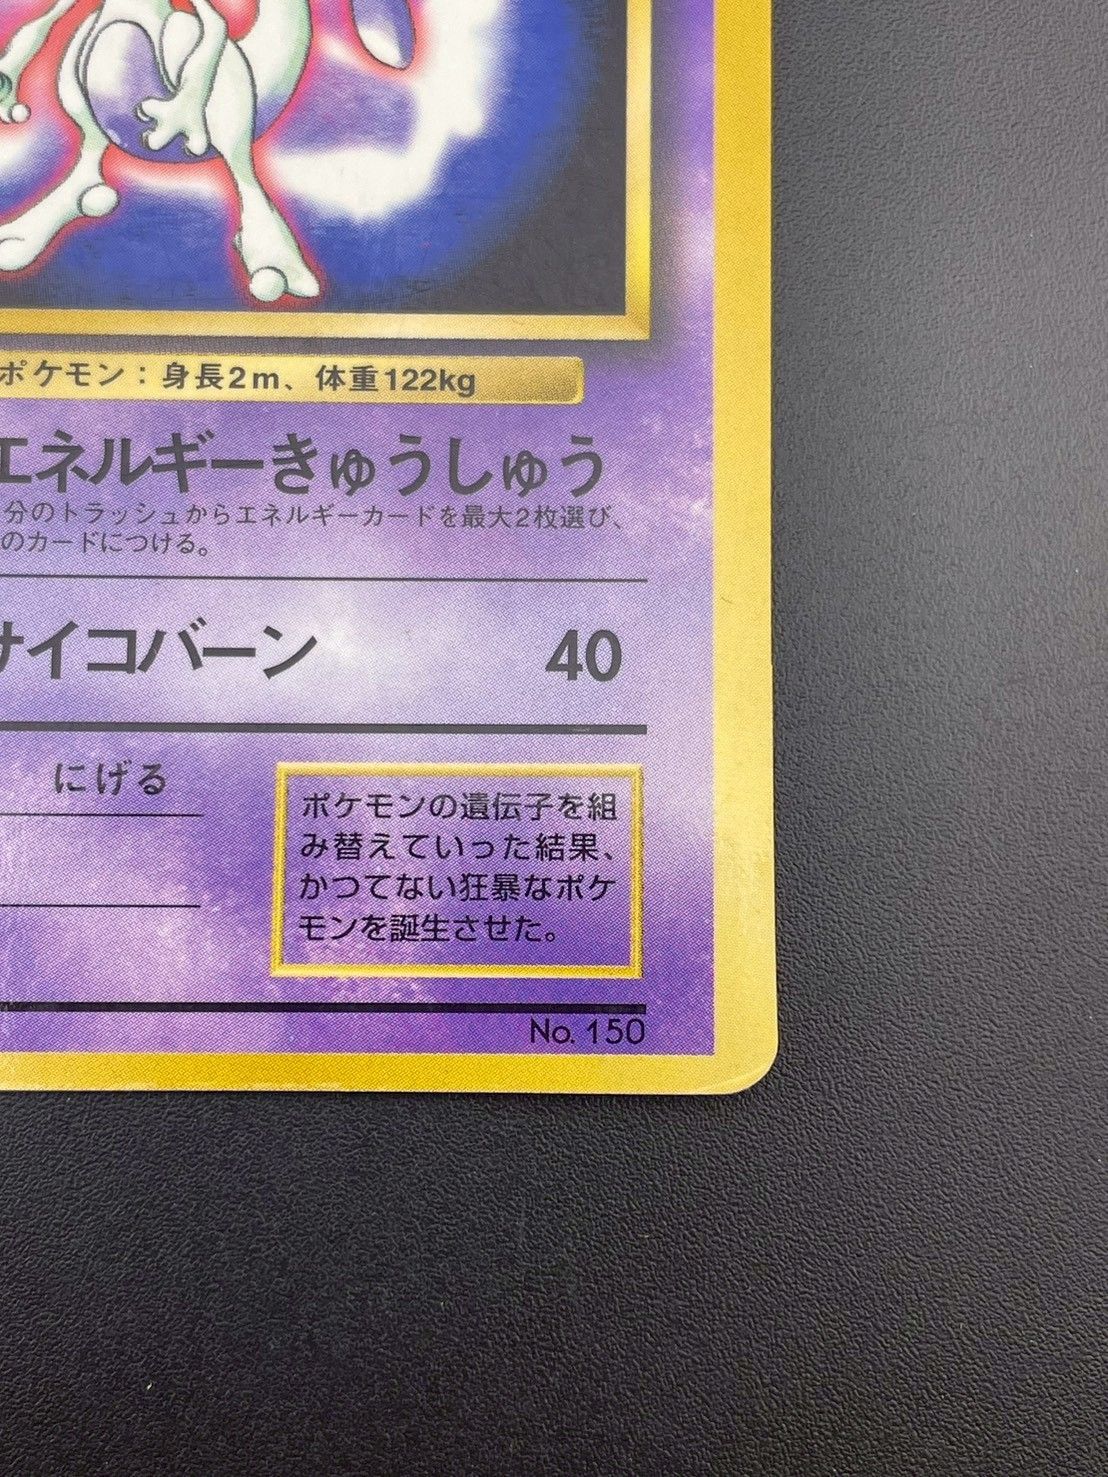 ポケモン：身長2m、体重122kg
エネルギーきゅうしゅう
分のトラッシュからエネルギーカードを最大2枚選び、
のカードにつける。
サイコバーン 40
にげる
ポケモンの遺伝子を組
み替えていった結果、
かつてない狂暴なポケ
モンを誕生させた。
No. 150